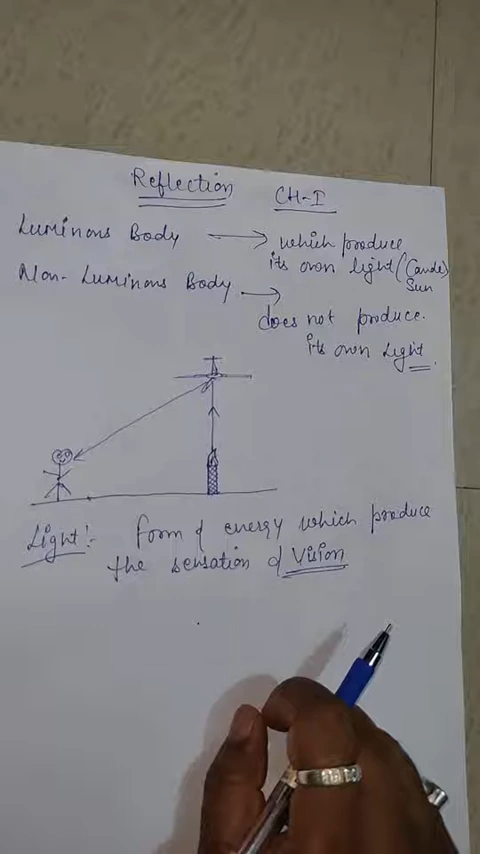 Reflection CH-I
Luminous Body → which produce
its own light (Candle)
Sun
Non-Luminous Body →
does not produce.
its own light
Light:- form of energy which produce
the sensation of Vision